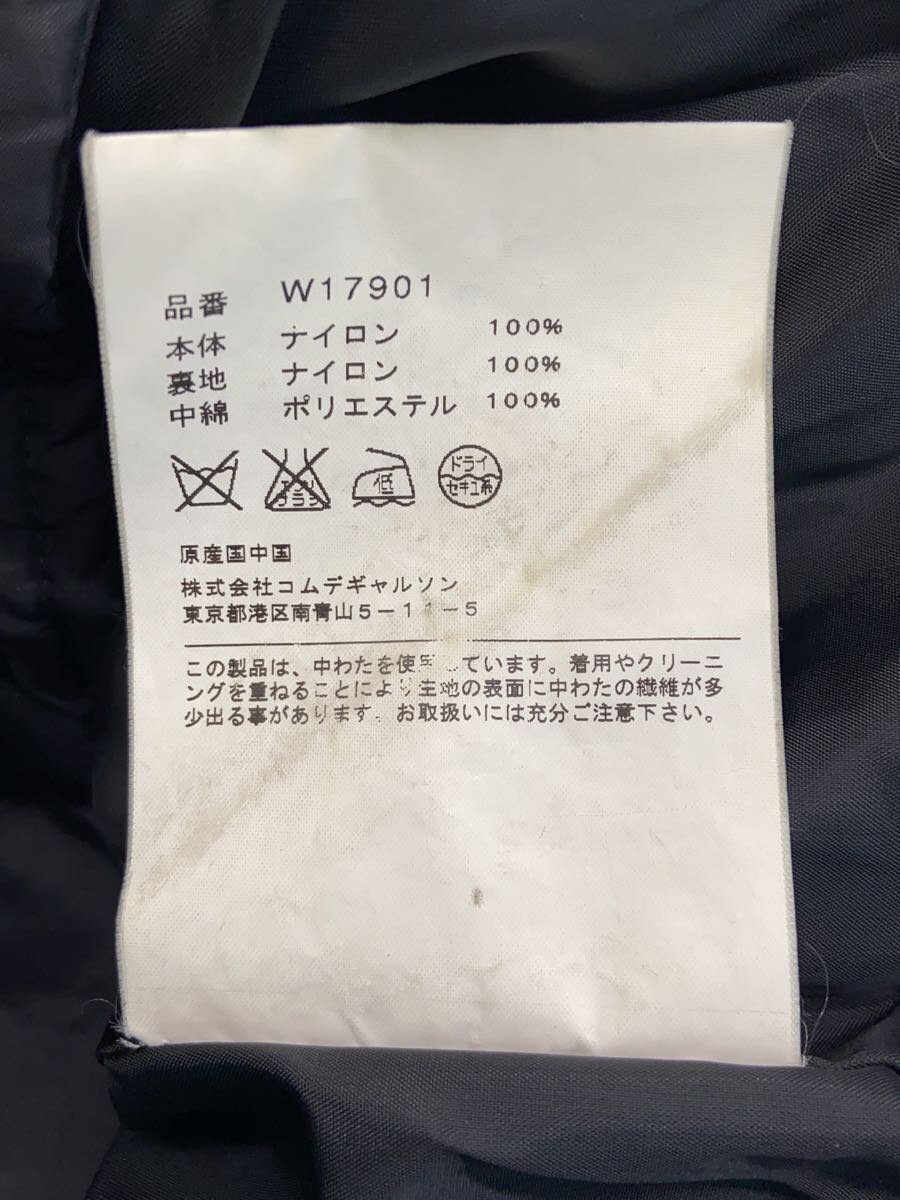 品番 W17901
本体 ナイロン 100%
裏地 ナイロン 100%
中綿 ポリエステル 100%
エンソ
ブラシ
低
ドライ
セキユ系
原産国中国
株式会社コムデギャルソン
東京都港区南青山5-11-5
この製品は、中わたを使用しています。着用やクリーニ
ングを重ねることにより生地の表面に中わたの繊維が多
少出る事があります。お取扱いには充分ご注意下さい。